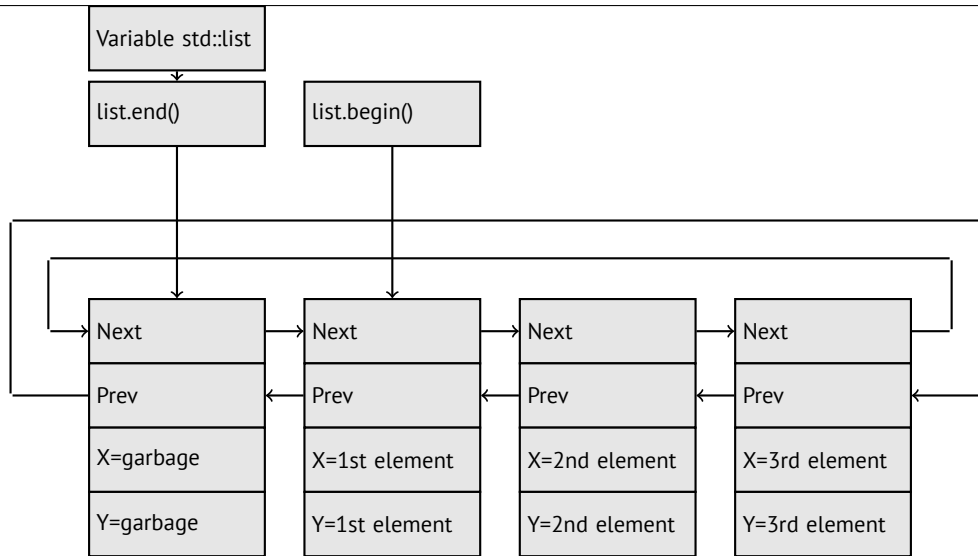 Variable std::list
list.end()
list.begin()
Next
Next
Next
Next
Prev
Prev
Prev
Prev
X=garbage
X=1st element
X=2nd element
X=3rd element
Y=garbage
Y=1st element
Y=2nd element
Y=3rd element